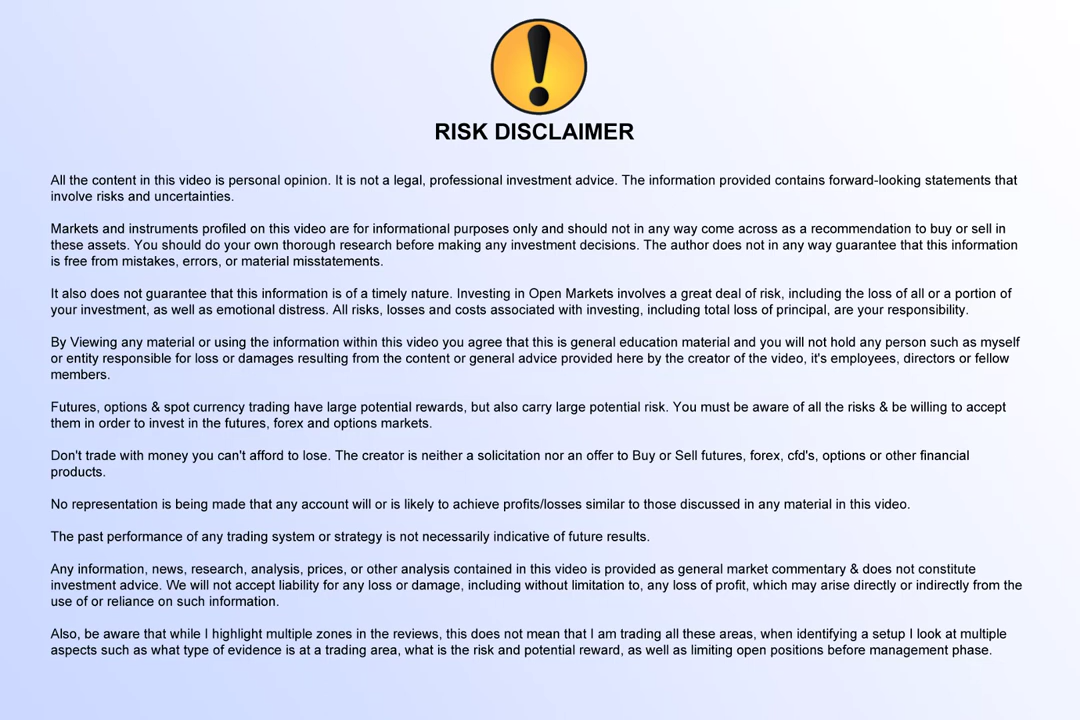 RISK DISCLAIMER
All the content in this video is personal opinion. It is not a legal, professional investment advice. The information provided contains forward-looking statements that
involve risks and uncertainties.
Markets and instruments profiled on this video are for informational purposes only and should not in any way come across as a recommendation to buy or sell in
these assets. You should do your own thorough research before making any investment decisions. The author does not in any way guarantee that this information
is free from mistakes, errors, or material misstatements.
It also does not guarantee that this information is of a timely nature. Investing in Open Markets involves a great deal of risk, including the loss of all or a portion of
your investment, as well as emotional distress. All risks, losses and costs associated with investing, including total loss of principal, are your responsibility.
By Viewing any material or using the information within this video you agree that this is general education material and you will not hold any person such as myself
or entity responsible for loss or damages resulting from the content or general advice provided here by the creator of the video, it's employees, directors or fellow
members.
Futures, options & spot currency trading have large potential rewards, but also carry large potential risk. You must be aware of all the risks & be willing to accept
them in order to invest in the futures, forex and options markets.
Don't trade with money you can't afford to lose. The creator is neither a solicitation nor an offer to Buy or Sell futures, forex, cfd's, options or other financial
products.
No representation is being made that any account will or is likely to achieve profits/losses similar to those discussed in any material in this video.
The past performance of any trading system or strategy is not necessarily indicative of future results.
Any information, news, research, analysis, prices, or other analysis contained in this video is provided as general market commentary & does not constitute
investment advice. We will not accept liability for any loss or damage, including without limitation to, any loss of profit, which may arise directly or indirectly from the
use of or reliance on such information.
Also, be aware that while I highlight multiple zones in the reviews, this does not mean that I am trading all these areas, when identifying a setup I look at multiple
aspects such as what type of evidence is at a trading area, what is the risk and potential reward, as well as limiting open positions before management phase.